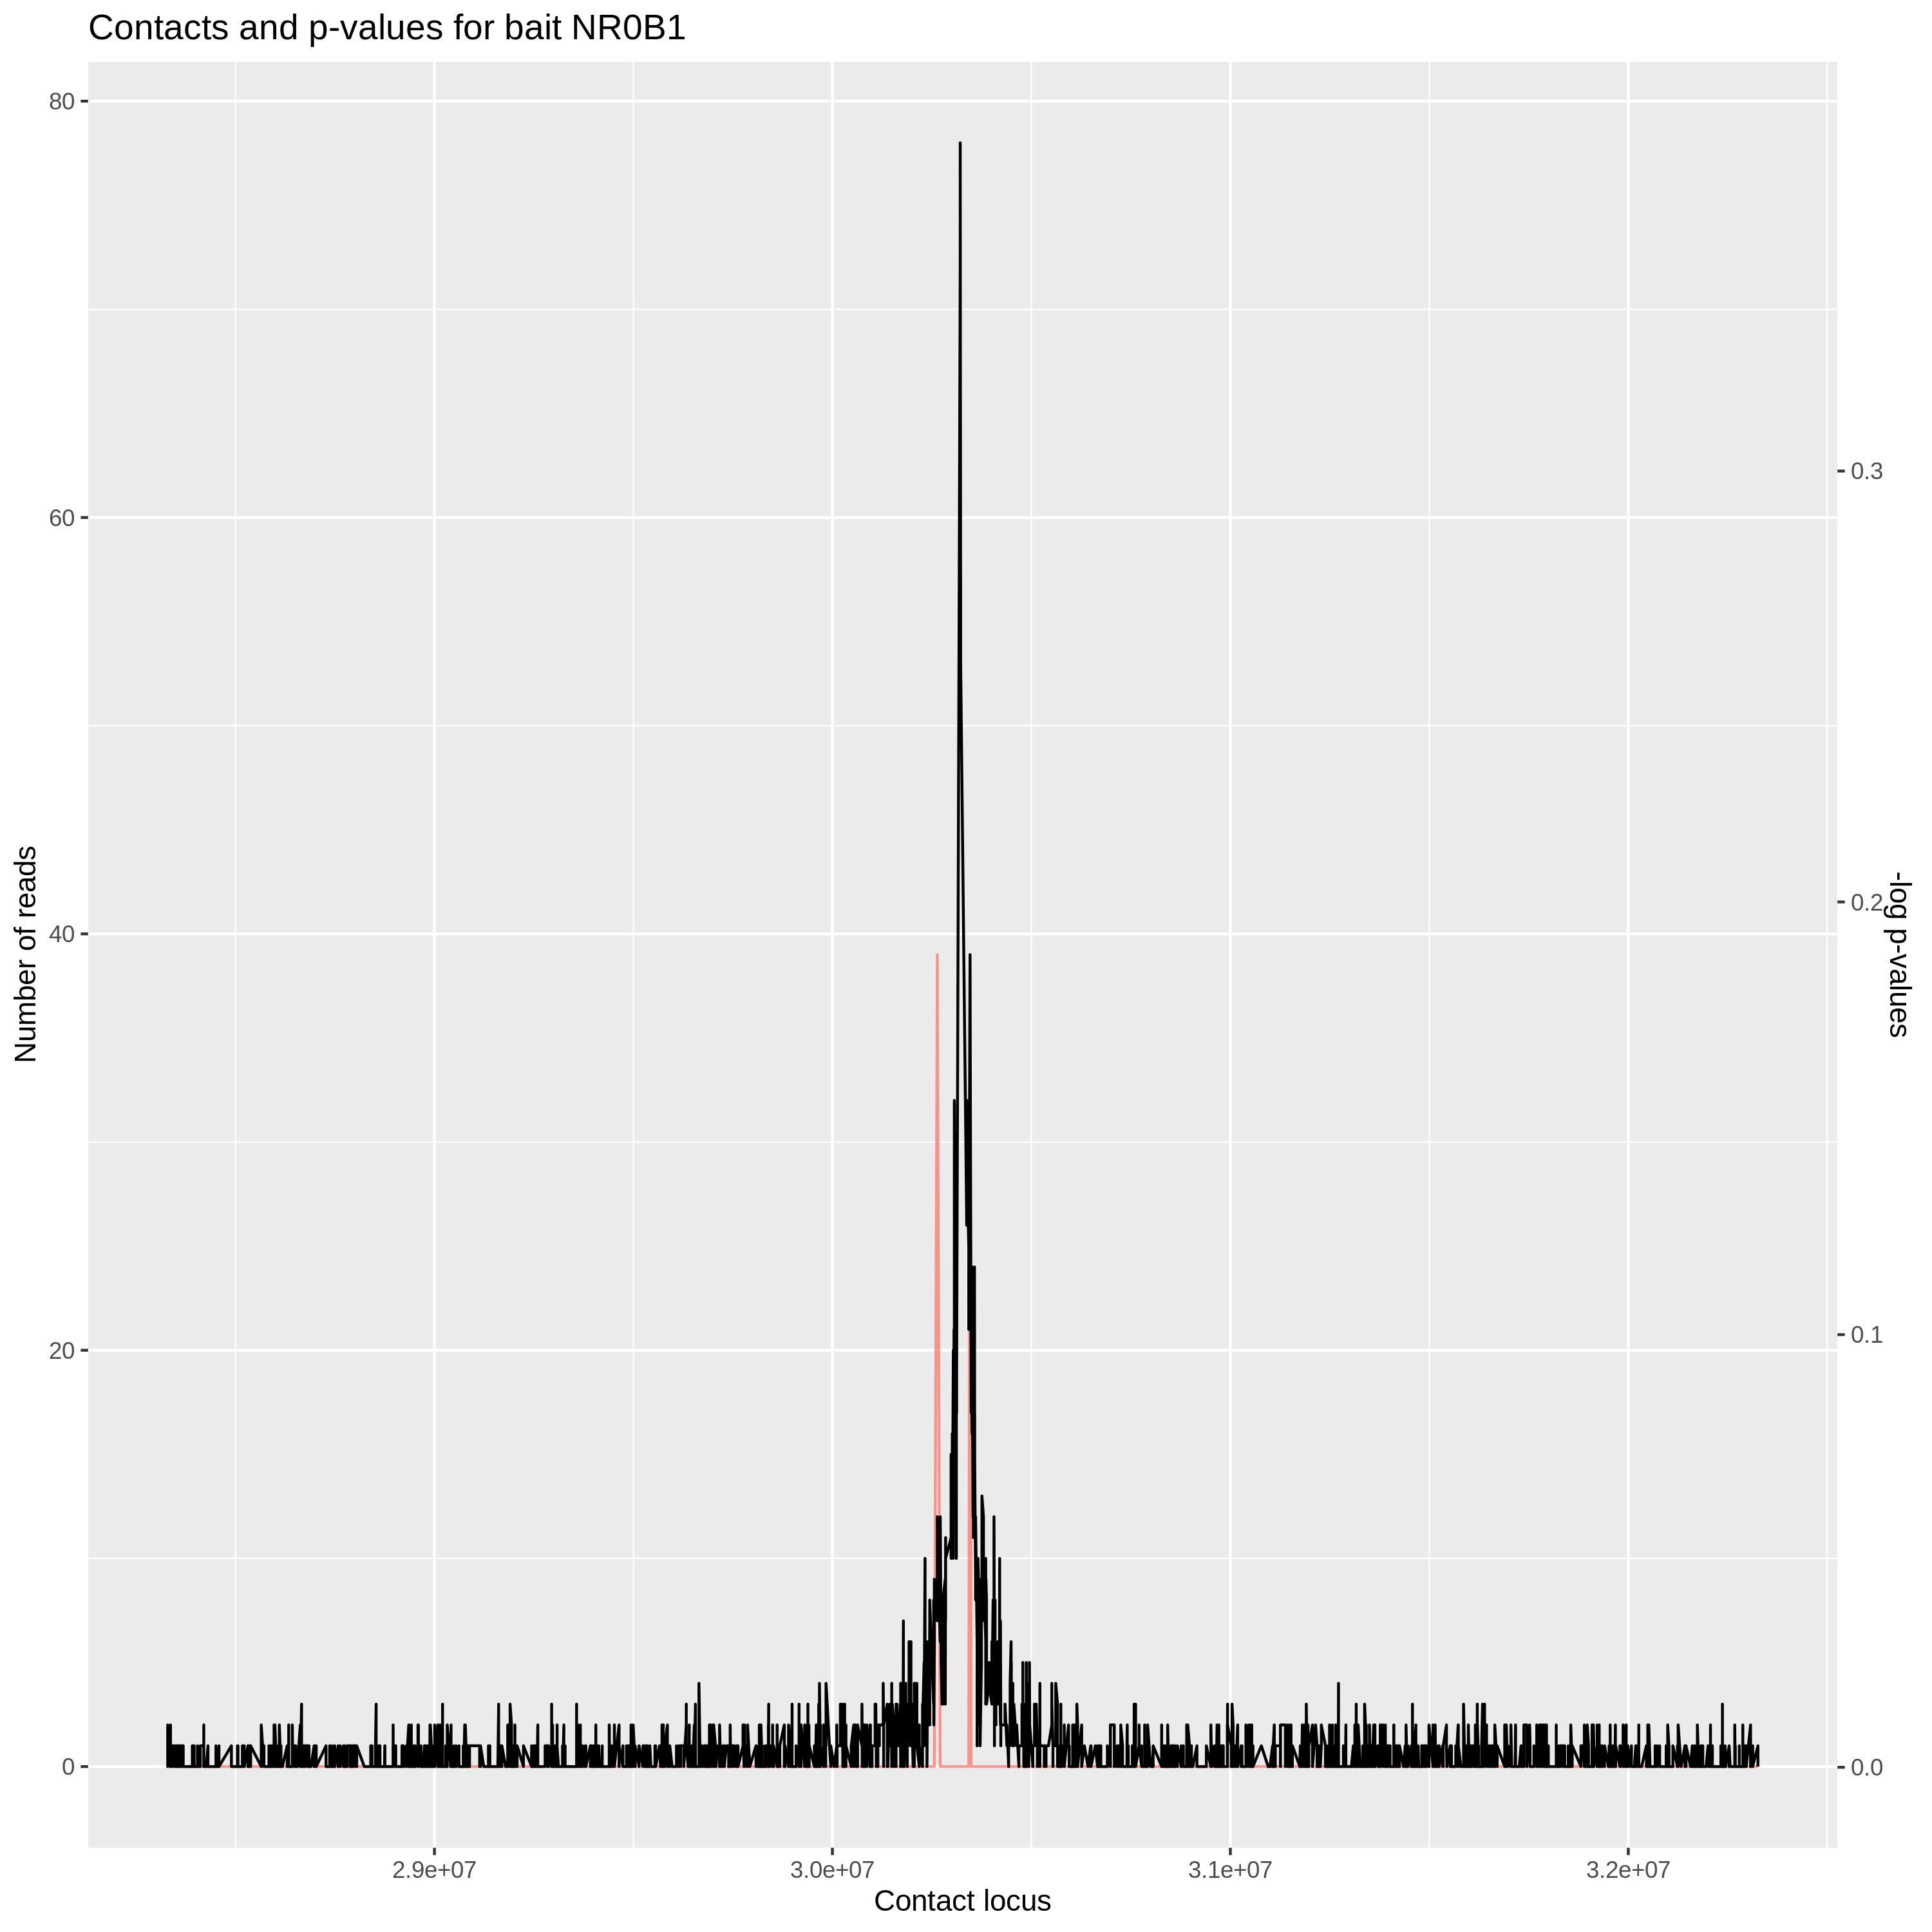 Contacts and p-values for bait NR0B1
80
60
40
20
0
Number of reads
0.3
0.2
0.1
0.0
-log p-values
2.9e+07
3.0e+07
3.1e+07
3.2e+07
Contact locus